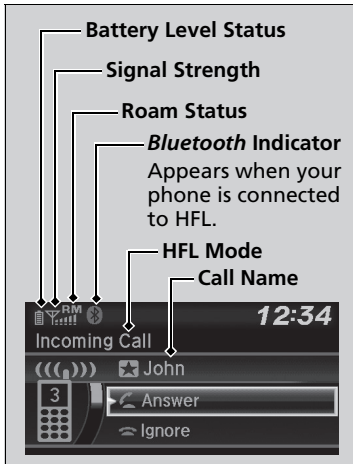 Battery Level Status
Signal Strength
Roam Status
Bluetooth Indicator
Appears when your
phone is connected
to HFL.
HFL Mode
Call Name
RM
12:34
Incoming Call
John
3
Answer
Ignore